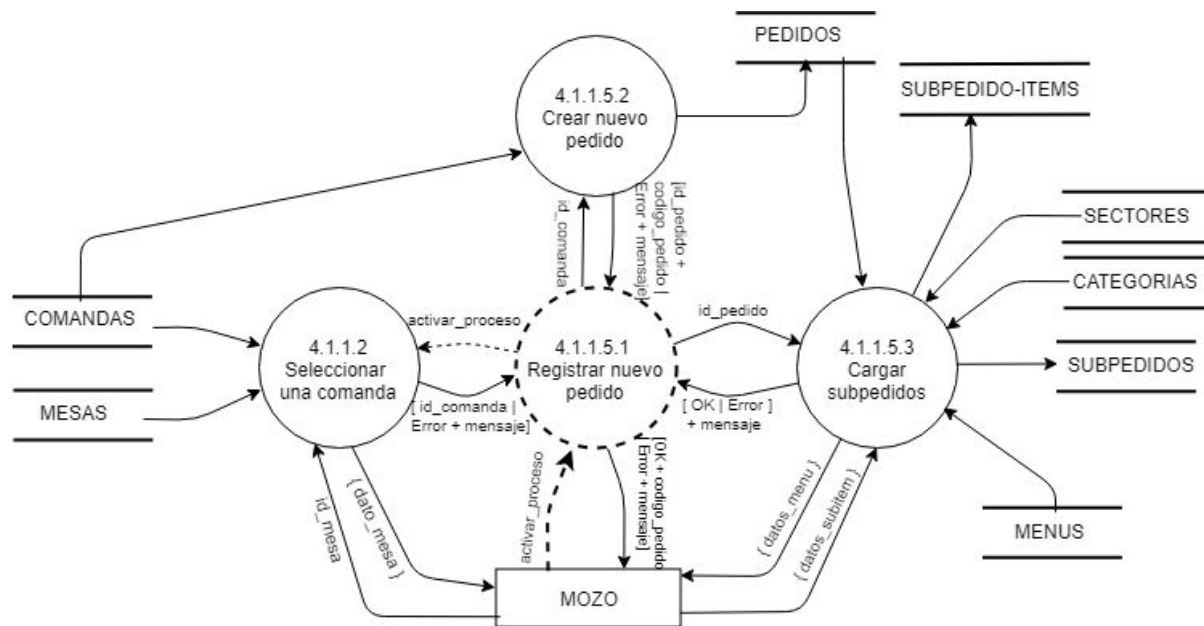 PEDIDOS
SUBPEDIDO-ITEMS
4.1.1.5.2
Crear nuevo
pedido
SECTORES
CATEGORIAS
SUBPEDIDOS
MENUS
COMANDAS
MESAS
id_comanda
[id_pedido +
codigo_pedido |
Error + mensaje]
activar_proceso
id_pedido
4.1.1.2
Seleccionar
una comanda
4.1.1.5.1
Registrar nuevo
pedido
4.1.1.5.3
Cargar
subpedidos
[ id_comanda |
Error + mensaje]
[ OK | Error ]
+ mensaje
id_mesa
{ dato_mesa }
activar_proceso
[OK + codigo_pedido
| Error + mensaje]
{ datos_menu }
{ datos_subitem }
MOZO